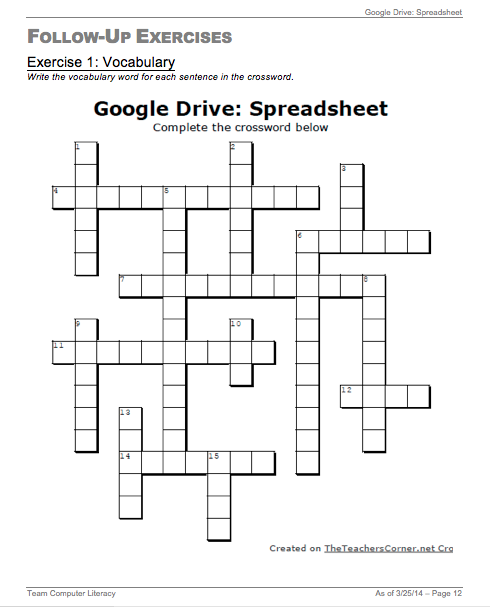 Google Drive: Spreadsheet
FOLLOW-UP EXERCISES
Exercise 1: Vocabulary
Write the vocabulary word for each sentence in the crossword.
Google Drive: Spreadsheet
Complete the crossword below
1
2
3
4
5
6
7
8
9
10
11
12
13
14
15
Created on TheTeachersCorner.net Cro
Team Computer Literacy
As of 3/25/14 – Page 12